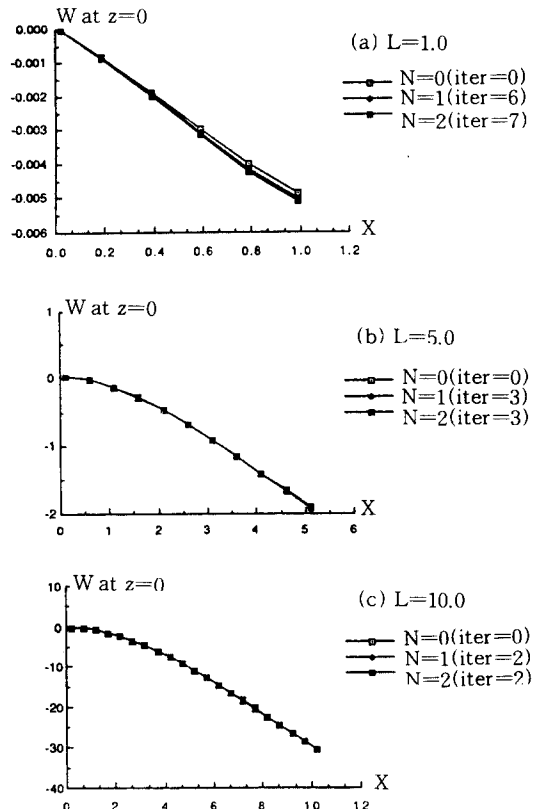 W at z=0
(a) L=1.0
0.000
-0.001
-0.002
-0.003
-0.004
-0.005
-0.006
N=0(iter=0)
N=1(iter=6)
N=2(iter=7)
X
0.0 0.2 0.4 0.6 0.8 1.0 1.2
W at z=0
(b) L=5.0
1
0
-1
-2
N=0(iter=0)
N=1(iter=3)
N=2(iter=3)
X
0 1 2 3 4 5 6
W at z=0
(c) L=10.0
10
0
-10
-20
-30
-40
N=0(iter=0)
N=1(iter=2)
N=2(iter=2)
X
0 2 4 6 8 10 12